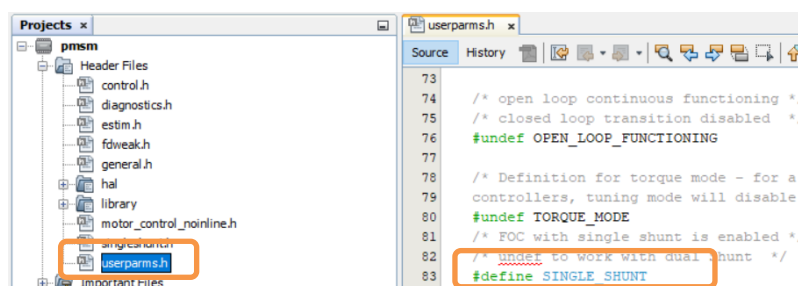 Projects ×
pmsm
Header Files
control.h
diagnostics.h
estim.h
fdweak.h
general.h
hal
library
motor_control_noinline.h
singleshunt.h
userparms.h
Important Files
userparms.h ×
Source History
73
74 /* open loop continuous functioning *
75 /* closed loop transition disabled *
76 #undef OPEN_LOOP_FUNCTIONING
77
78 /* Definition for torque mode - for a
79 controllers, tuning mode will disable
80 #undef TORQUE_MODE
81 /* FOC with single shunt is enabled *
82 /* undef to work with dual shunt */
83 #define SINGLE_SHUNT